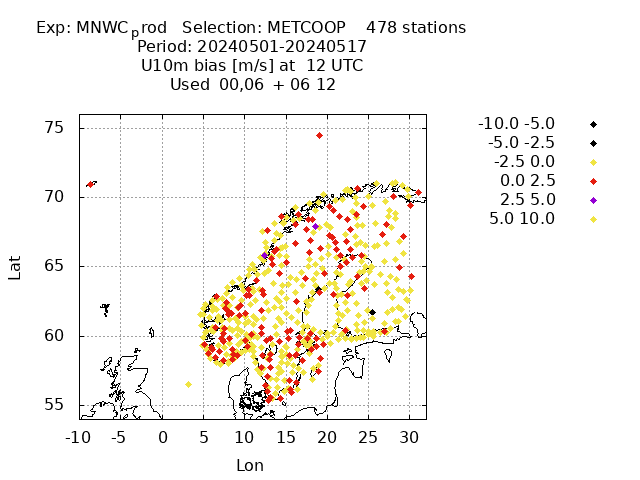 Exp: MNWC_prod   Selection: METCOOP    478 stations
Period: 20240501-20240517
U10m bias [m/s] at  12 UTC
Used  00,06  + 06 12
-10.0 -5.0
-5.0 -2.5
-2.5 0.0
0.0 2.5
2.5 5.0
5.0 10.0
75
70
65
60
55
Lat
-10 -5 0 5 10 15 20 25 30
Lon